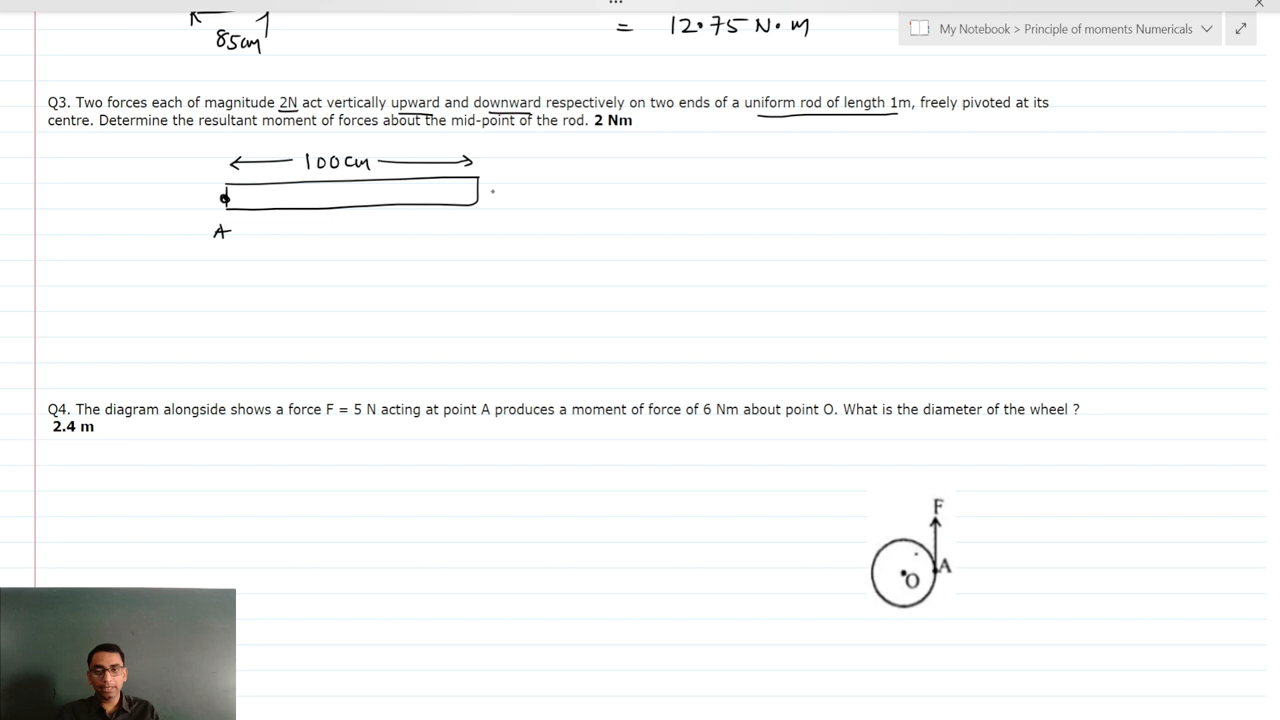 85cm
= 12.75 N.m
My Notebook > Principle of moments Numericals
Q3. Two forces each of magnitude 2N act vertically upward and downward respectively on two ends of a uniform rod of length 1m, freely pivoted at its
centre. Determine the resultant moment of forces about the mid-point of the rod. 2 Nm
100cm
A
Q4. The diagram alongside shows a force F = 5 N acting at point A produces a moment of force of 6 Nm about point O. What is the diameter of the wheel ?
2.4 m
F
A
O